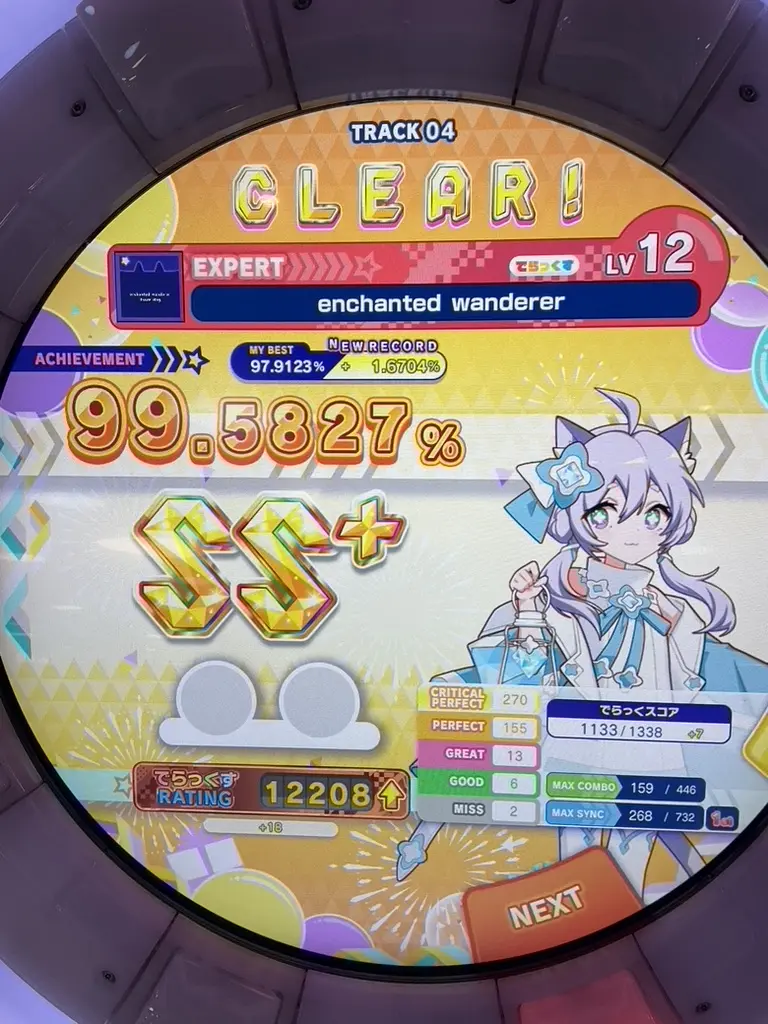 TRACK 04
CLEAR!
EXPERT
でらっくす
LV 12
enchanted wanderer
ACHIEVEMENT
MY BEST
NEW RECORD
97.9123%
+ 1.6704%
99.5827%
SS+
CRITICAL PERFECT 270
PERFECT 155
GREAT 13
GOOD 6
MISS 2
でらっくスコア
1133/1338 +7
MAX COMBO 159 / 446
MAX SYNC 268 / 732
でらっくす
RATING 12208
+18
NEXT